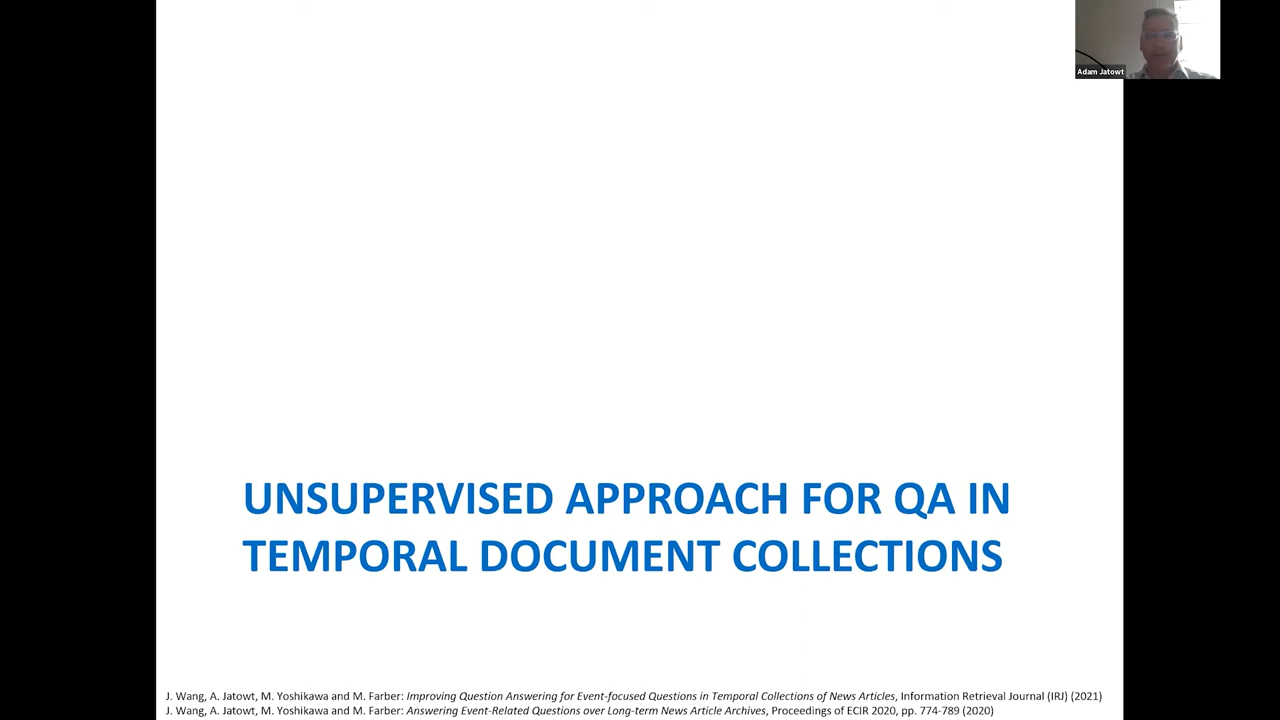 Adam Jatowt
UNSUPERVISED APPROACH FOR QA IN
TEMPORAL DOCUMENT COLLECTIONS
J. Wang, A. Jatowt, M. Yoshikawa and M. Farber: Improving Question Answering for Event-focused Questions in Temporal Collections of News Articles, Information Retrieval Journal (IRJ) (2021)
J. Wang, A. Jatowt, M. Yoshikawa and M. Farber: Answering Event-Related Questions over Long-term News Article Archives, Proceedings of ECIR 2020, pp. 774-789 (2020)